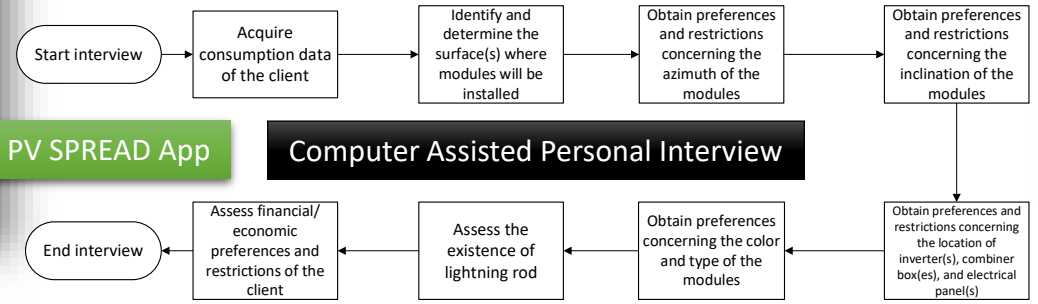 Start interview
Acquire
consumption data
of the client
Identify and
determine the
surface(s) where
modules will be
installed
Obtain preferences
and restrictions
concerning the
azimuth of the
modules
Obtain preferences
and restrictions
concerning the
inclination of the
modules
PV SPREAD App
Computer Assisted Personal Interview
Obtain preferences and
restrictions concerning
the location of
inverter(s), combiner
box(es), and electrical
panel(s)
Obtain preferences
concerning the color
and type of the
modules
Assess the
existence of
lightning rod
Assess financial/
economic
preferences and
restrictions of the
client
End interview